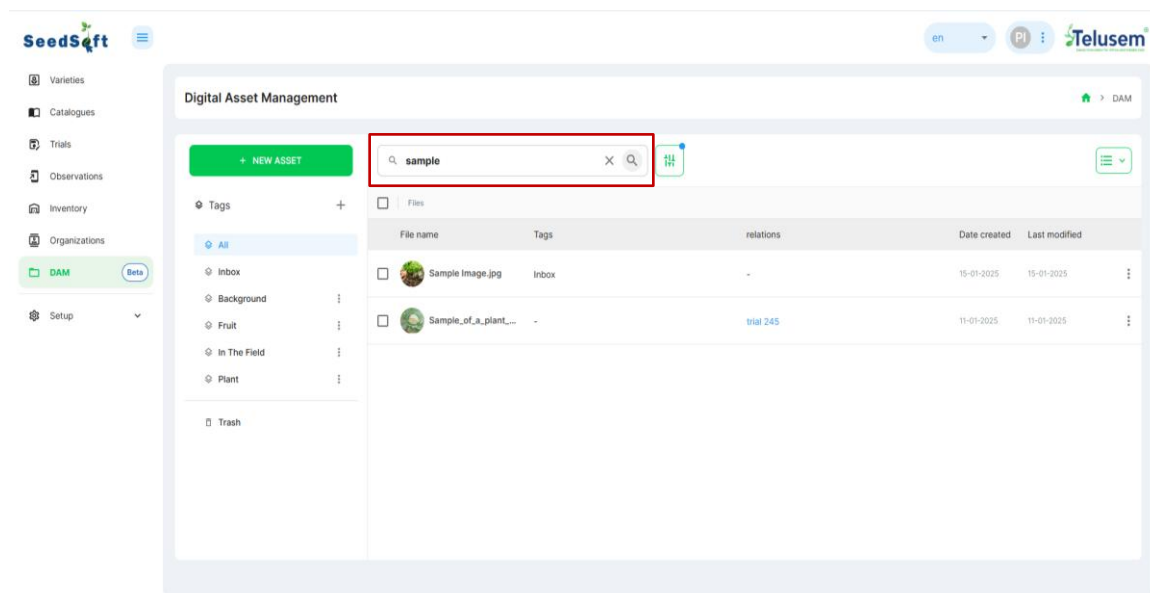 SeedSoft
en
PI
Telusem
Varieties
Catalogues
Trials
Observations
Inventory
Organizations
DAM
Beta
Setup
Digital Asset Management
> DAM
+ NEW ASSET
Tags
All
Inbox
Background
Fruit
In The Field
Plant
Trash
sample
Files
File name Tags relations Date created Last modified
Sample Image.jpg Inbox - 15-01-2025 15-01-2025
Sample_of_a_plant_... - trial 245 11-01-2025 11-01-2025